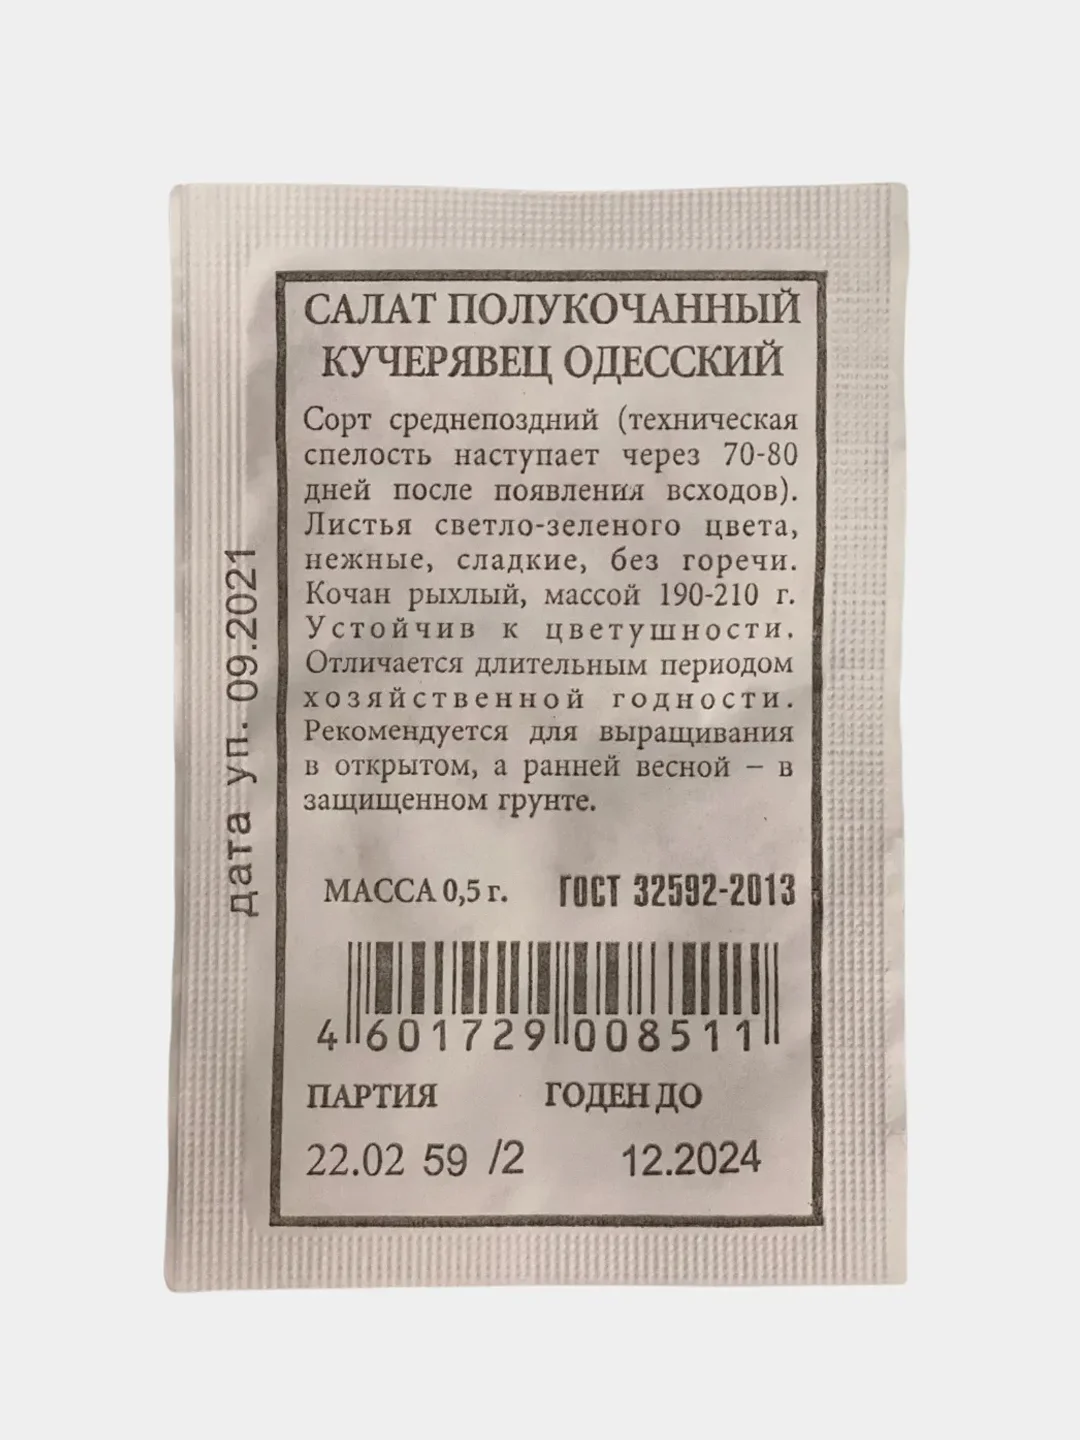 САЛАТ ПОЛУКОЧАННЫЙ
КУЧЕРЯВЕЦ ОДЕССКИЙ
Сорт среднепоздний (техническая
спелость наступает через 70-80
дней после появления всходов).
Листья светло-зеленого цвета,
нежные, сладкие, без горечи.
Кочан рыхлый, массой 190-210 г.
Устойчив к цветушности.
Отличается длительным периодом
хозяйственной годности.
Рекомендуется для выращивания
в открытом, а ранней весной – в
защищенном грунте.
дата уп. 09.2021
МАССА 0,5 г. ГОСТ 32592-2013
4 601729 008511
ПАРТИЯ ГОДЕН ДО
22.02 59 /2 12.2024